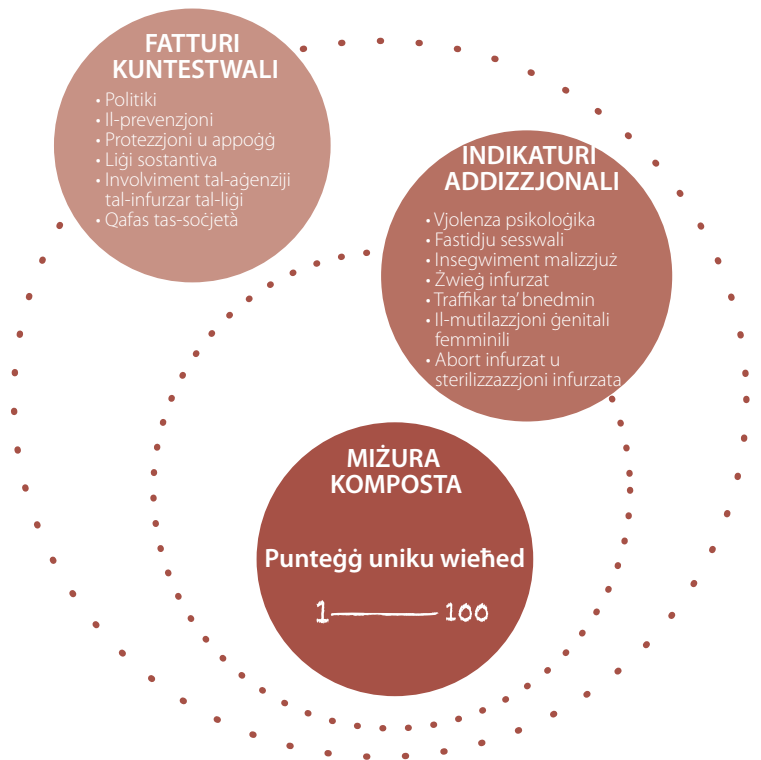 FATTURI
KUNTESTWALI
• Politiki
• Il-prevenzjoni
• Protezzjoni u appoġġ
• Liġi sostantiva
• Involviment tal-aġenziji
tal-infurzar tal-liġi
• Qafas tas-soċjetà
INDIKATURI
ADDIZZJONALI
• Vjolenza psikoloġika
• Fastidju sesswali
• Insegwiment malizzjuż
• Żwieġ infurzat
• Traffikar ta’ bnedmin
• Il-mutilazzjoni ġenitali
femminili
• Abort infurzat u
sterilizzazzjoni infurzata
MIŻURA
KOMPOSTA
Punteġġ uniku wieħed
1 100